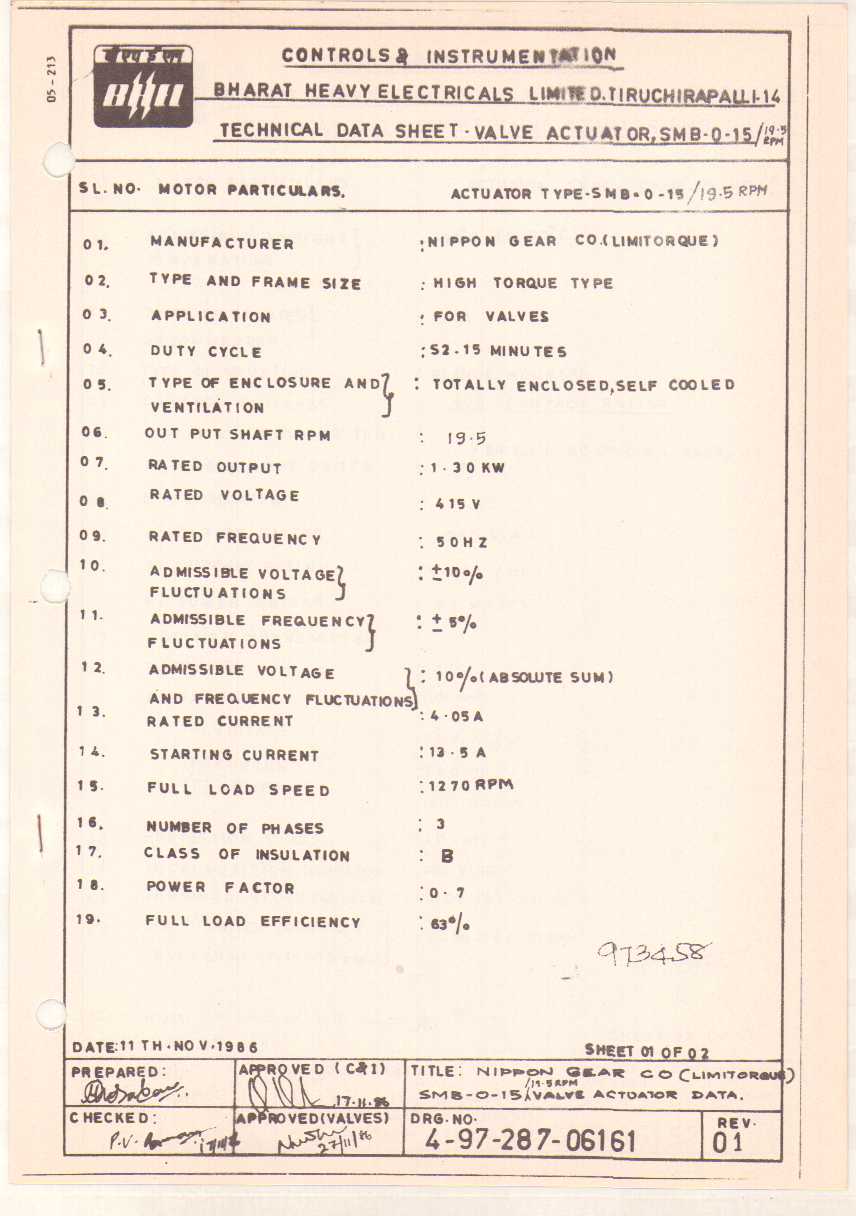 05-213
बी एच ई एल
BHEL
CONTROLS & INSTRUMENTATION
BHARAT HEAVY ELECTRICALS LIMITED.TIRUCHIRAPALLI-14
TECHNICAL DATA SHEET - VALVE ACTUATOR,SMB-0-15/19.5 RPM
SL.NO. MOTOR PARTICULARS. ACTUATOR TYPE-SMB-0-15/19.5 RPM
01. MANUFACTURER :NIPPON GEAR CO.(LIMITORQUE)
02. TYPE AND FRAME SIZE : HIGH TORQUE TYPE
03. APPLICATION : FOR VALVES
04. DUTY CYCLE :S2-15 MINUTES
05. TYPE OF ENCLOSURE AND : TOTALLY ENCLOSED,SELF COOLED
VENTILATION
06. OUT PUT SHAFT RPM : 19.5
07. RATED OUTPUT :1.30KW
08. RATED VOLTAGE : 415 V
09. RATED FREQUENCY : 50HZ
10. ADMISSIBLE VOLTAGE : ±10%
FLUCTUATIONS
11. ADMISSIBLE FREQUENCY : ± 5%
FLUCTUATIONS
12. ADMISSIBLE VOLTAGE : 10%(ABSOLUTE SUM)
AND FREQUENCY FLUCTUATIONS
13. RATED CURRENT :4.05A
14. STARTING CURRENT :13.5 A
15. FULL LOAD SPEED :1270 RPM
16. NUMBER OF PHASES : 3
17. CLASS OF INSULATION : B
18. POWER FACTOR :0.7
19. FULL LOAD EFFICIENCY : 63%
973458
DATE:11 TH.NOV.1986 SHEET 01 OF 02
PREPARED:
APPROVED (C&I)
17.11.86
TITLE: NIPPON GEAR CO (LIMITORQUE)
SMB-0-15/19.5RPM VALVE ACTUATOR DATA.
CHECKED:
P.V.
APPROVED(VALVES)
27/11/86
DRG.NO.
4-97-287-06161
REV.
01